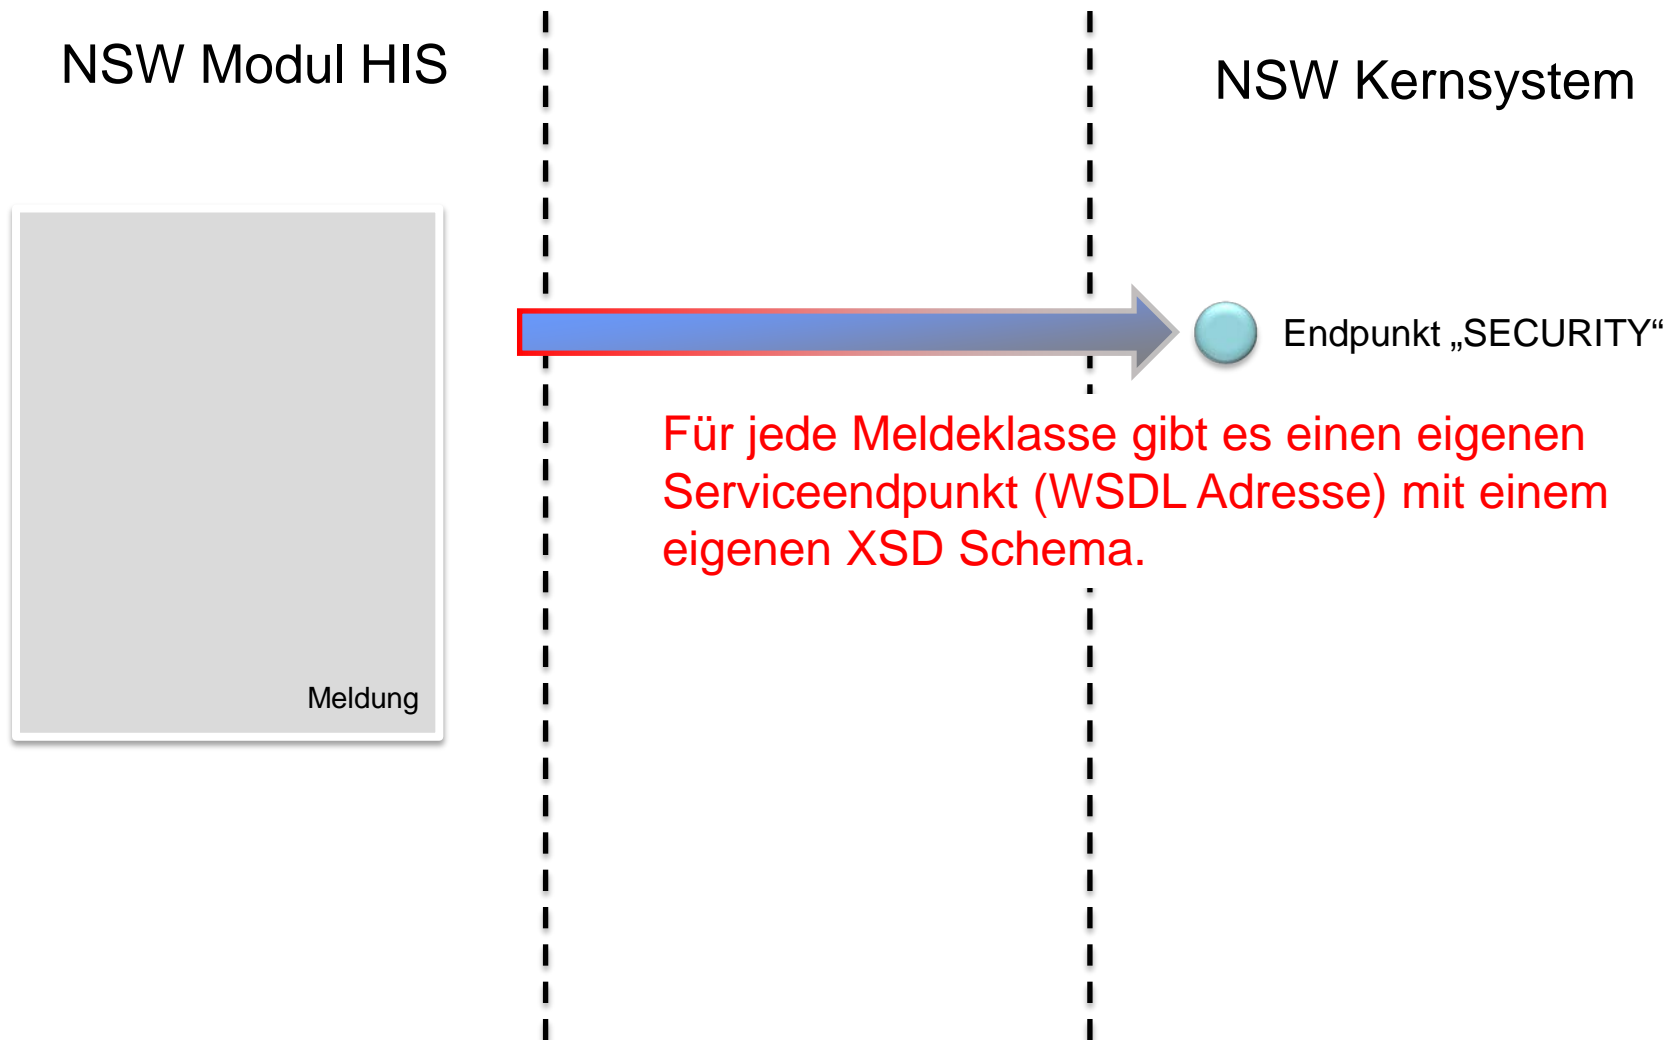 NSW Modul HIS
NSW Kernsystem
Endpunkt „SECURITY“
Für jede Meldeklasse gibt es einen eigenen
Serviceendpunkt (WSDL Adresse) mit einem
eigenen XSD Schema.
Meldung